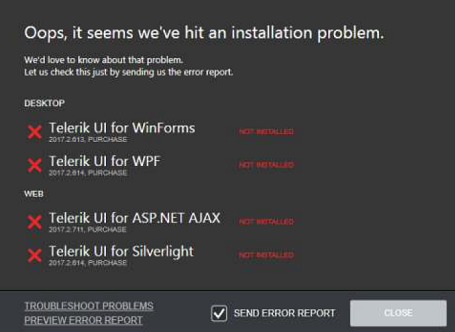 Oops, it seems we've hit an installation problem.
We'd love to know about that problem.
Let us check this just by sending us the error report.
DESKTOP
Telerik UI for WinForms NOT INSTALLED
2017.2.613, PURCHASE
Telerik UI for WPF NOT INSTALLED
2017.2.614, PURCHASE
WEB
Telerik UI for ASP.NET AJAX NOT INSTALLED
2017.2.711, PURCHASE
Telerik UI for Silverlight NOT INSTALLED
2017.2.614, PURCHASE
TROUBLESHOOT PROBLEMS
PREVIEW ERROR REPORT
SEND ERROR REPORT
CLOSE